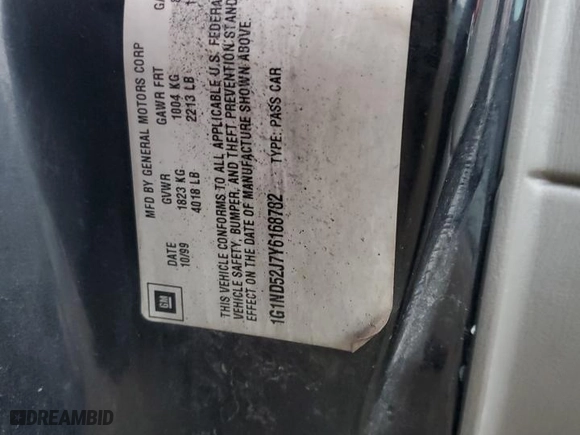 MFD BY GENERAL MOTORS CORP
DATE GVWR GAWR FRT
10/99 1823 KG 1004 KG
4018 LB 2213 LB
THIS VEHICLE CONFORMS TO ALL APPLICABLE U.S. FEDERAL
VEHICLE SAFETY, BUMPER, AND THEFT PREVENTION STAND
EFFECT ON THE DATE OF MANUFACTURE SHOWN ABOVE.
1G1ND52J7Y6168782 TYPE: PASS CAR
GM
DREAMBID